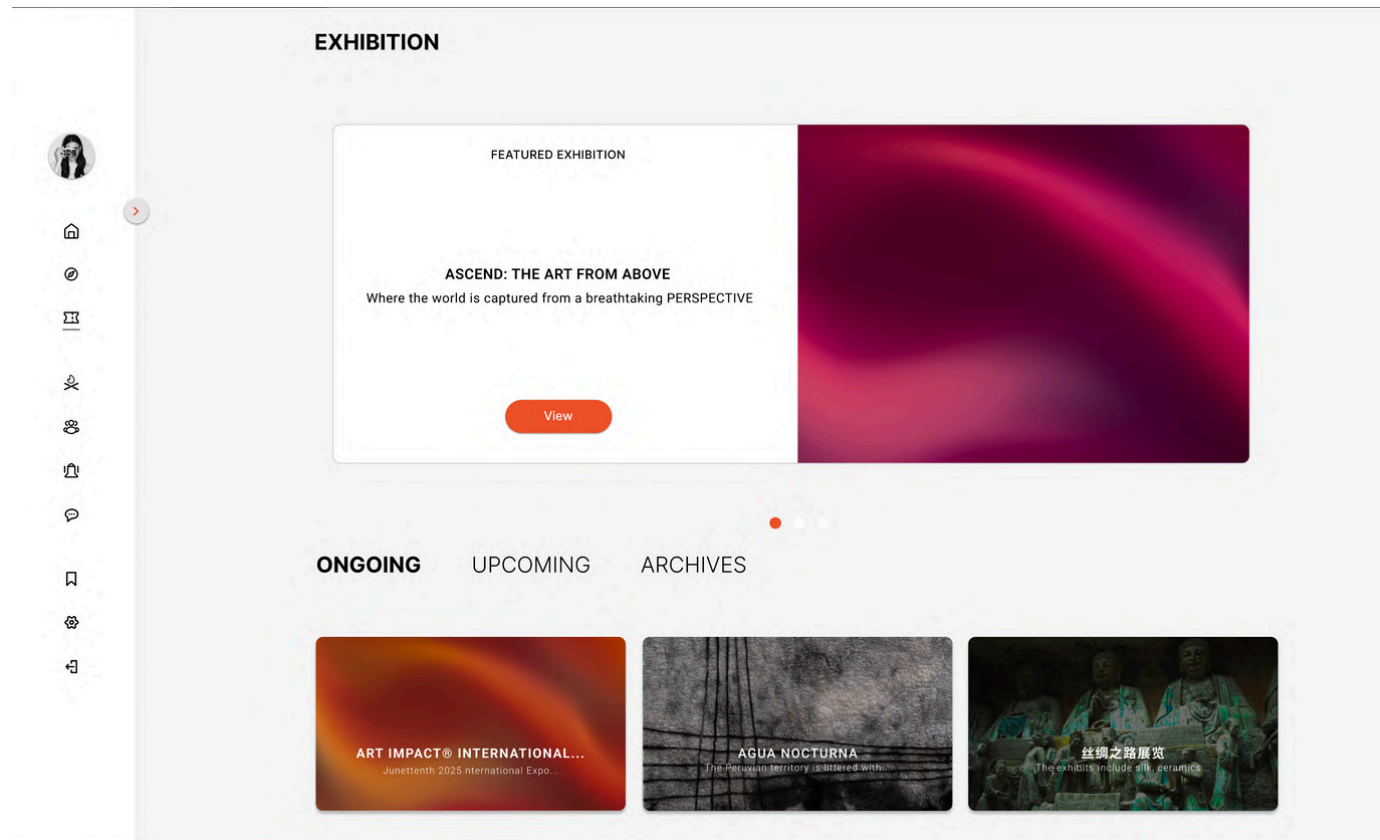 EXHIBITION
FEATURED EXHIBITION
ASCEND: THE ART FROM ABOVE
Where the world is captured from a breathtaking PERSPECTIVE
View
ONGOING UPCOMING ARCHIVES
ART IMPACT® INTERNATIONAL...
Junettenth 2025 nternational Expo...
AGUA NOCTURNA
The Peruvian territory is littered with...
丝绸之路展览
The exhibits include silk, ceramics...